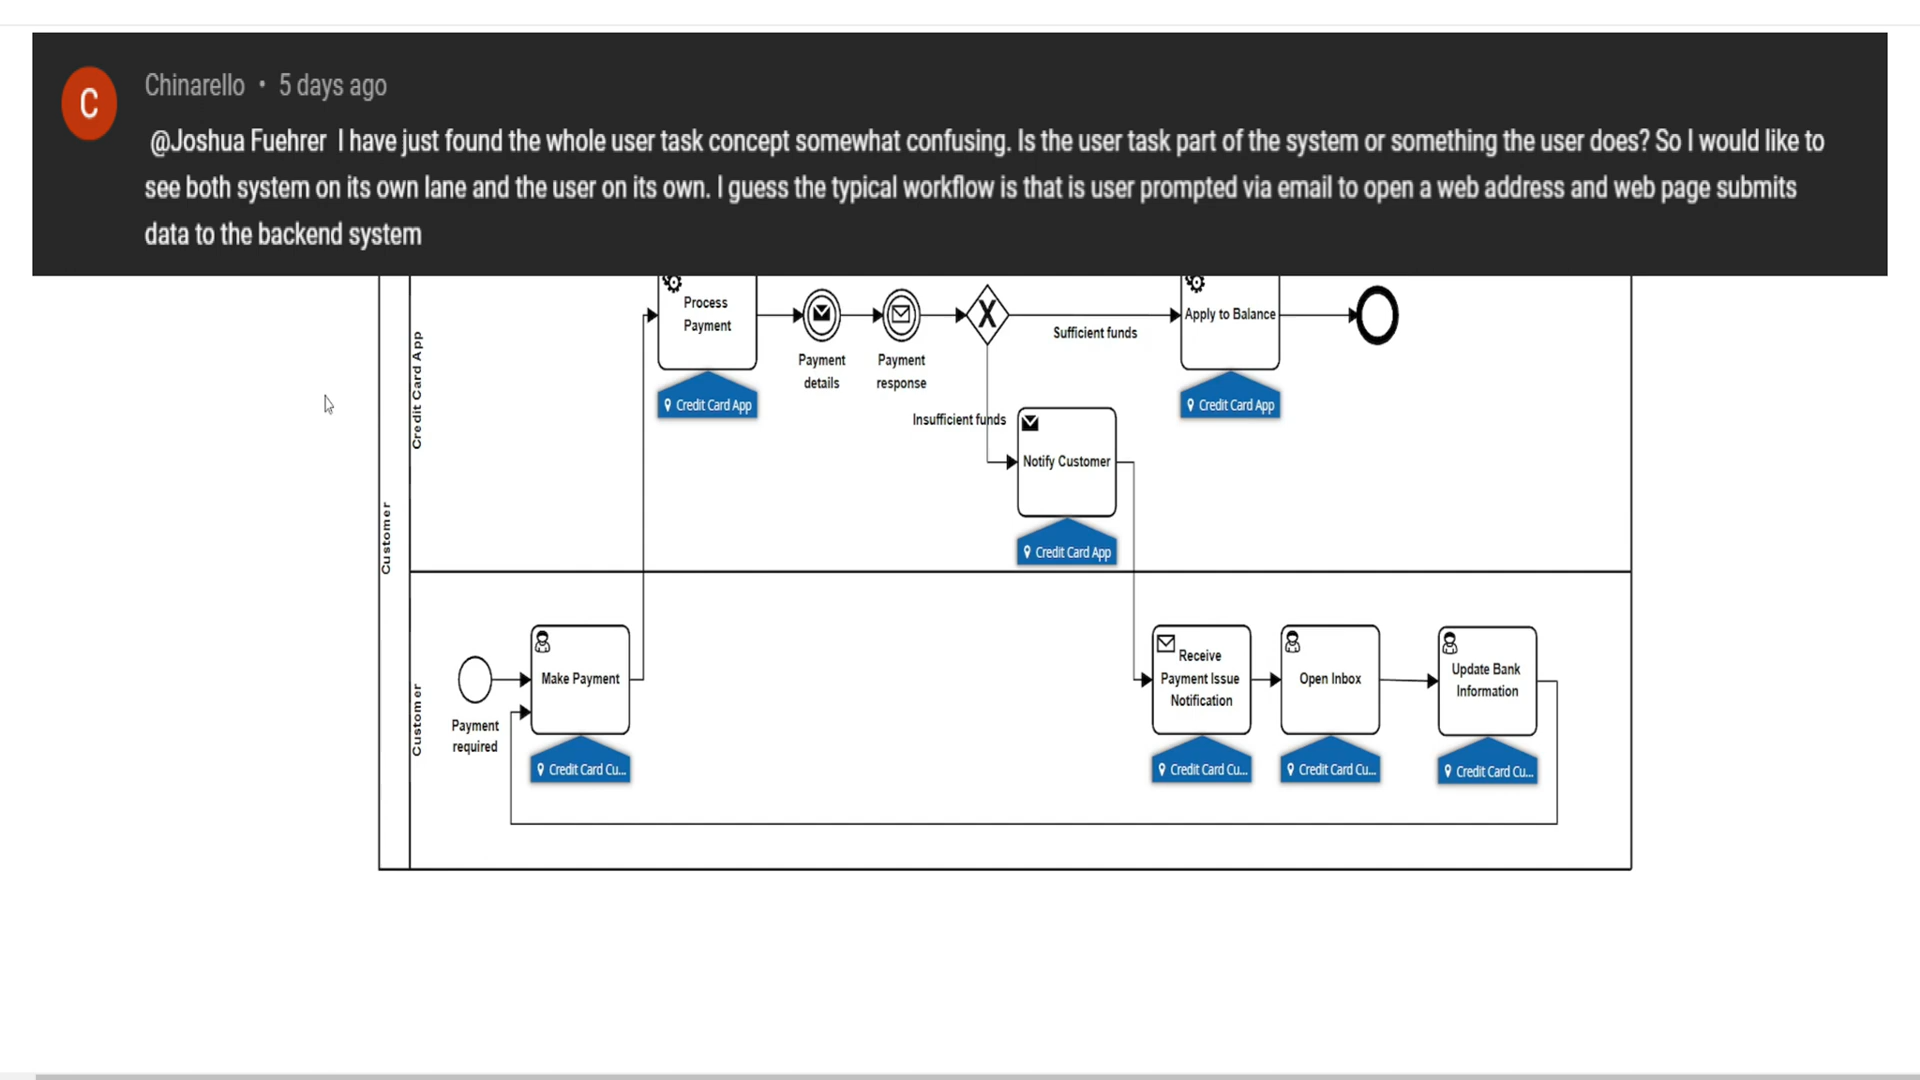 C
Chinarello • 5 days ago
@Joshua Fuehrer I have just found the whole user task concept somewhat confusing. Is the user task part of the system or something the user does? So I would like to
see both system on its own lane and the user on its own. I guess the typical workflow is that is user prompted via email to open a web address and web page submits
data to the backend system
Customer
Credit Card App
Process
Payment
Credit Card App
Payment
details
Payment
response
X
Sufficient funds
Insufficient funds
Apply to Balance
Credit Card App
Notify Customer
Credit Card App
Customer
Payment
required
Make Payment
Credit Card Cu...
Receive
Payment Issue
Notification
Credit Card Cu...
Open Inbox
Credit Card Cu...
Update Bank
Information
Credit Card Cu...